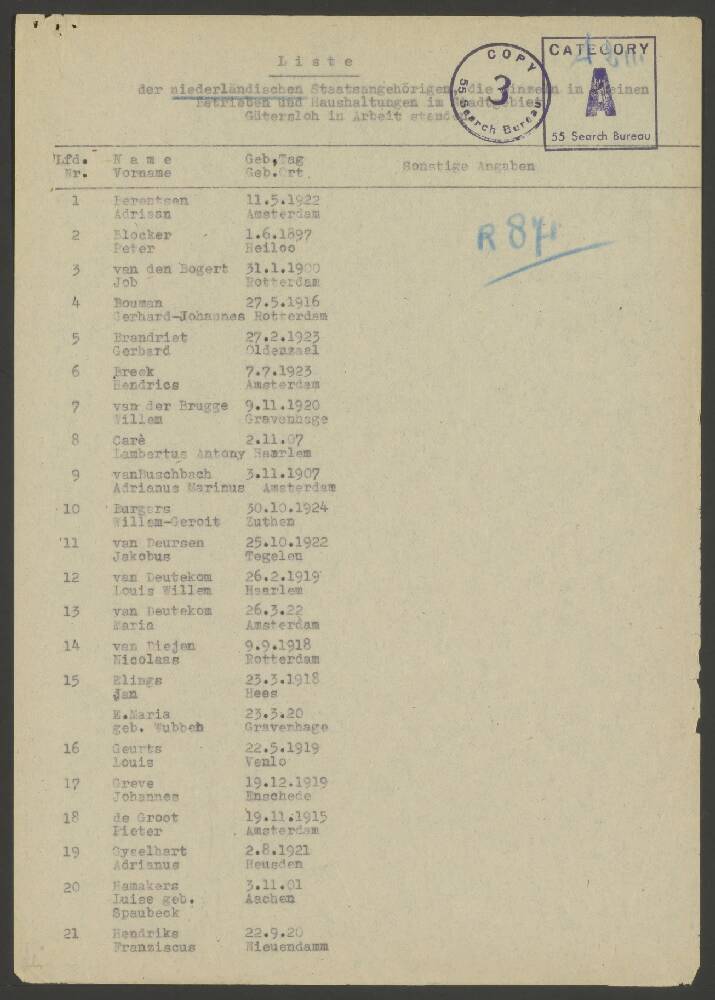 Liste
der niederländischen Staatsangehörigen, die einzeln in kleinen
Betrieben und Haushaltungen im Stadtgebiet
Gütersloh in Arbeit standen
COPY
3
55 Search Bureau
CATEGORY
A
55 Search Bureau
Lfd. Name Geb.Tag
Nr. Vorname Geb.Ort
Sonstige Angaben
R 87
1 Berentsen 11.5.1922
Adriaan Amsterdam
2 Blocker 1.6.1897
Peter Heiloo
3 van den Bogert 31.1.1900
Job Rotterdam
4 Bouman 27.5.1916
Gerhard-Johannes Rotterdam
5 Brandriet 27.2.1923
Gerhard Oldenzaal
6 Breek 7.7.1923
Hendrics Amsterdam
7 van der Brugge 9.11.1920
Willem Gravenhage
8 Carè 2.11.07
Lambertus Antony Haarlem
9 vanBuschbach 3.11.1907
Adrianus Marinus Amsterdam
10 Burgers 30.10.1924
Willem-Geroit Zuthen
11 van Deursen 25.10.1922
Jakobus Tegelen
12 van Deutekom 26.2.1919
Louis Willem Haarlem
13 van Deutekom 26.3.22
Maria Amsterdam
14 van Diejen 9.9.1918
Nicolaas Rotterdam
15 Elings 23.3.1918
Jan Hees
E.Maria 23.3.20
geb. Wubbeh Gravenhage
16 Geurts 22.5.1919
Louis Venlo
17 Greve 19.12.1919
Johannes Enschede
18 de Groot 19.11.1915
Pieter Amsterdam
19 Gyselhart 2.8.1921
Adrianus Heusden
20 Hamakers 3.11.01
Luise geb. Aachen
Spaubeck
21 Hendriks 22.9.20
Franziscus Nieuendamm